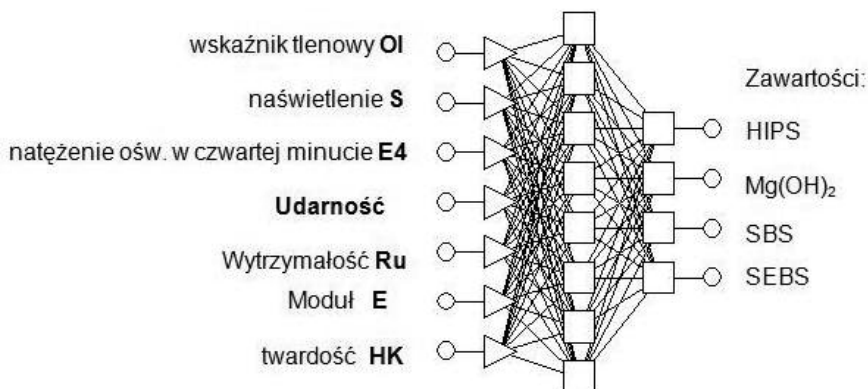 wskaźnik tlenowy OI
naświetlenie S
natężenie ośw. w czwartej minucie E4
Udarność
Wytrzymałość Ru
Moduł E
twardość HK
Zawartości:
HIPS
Mg(OH)₂
SBS
SEBS